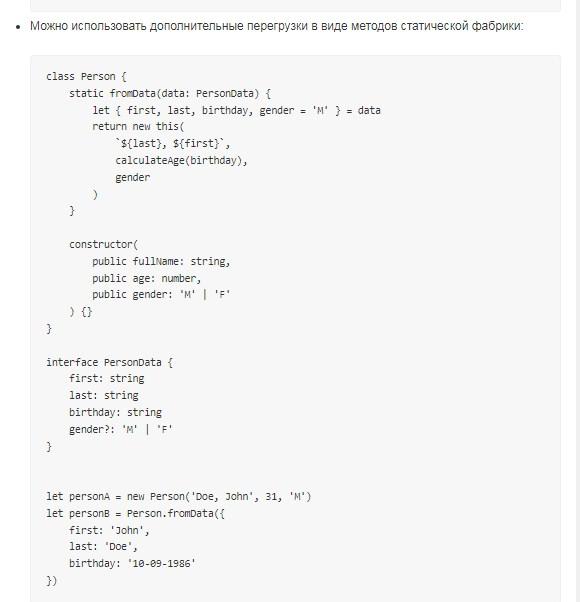 • Можно использовать дополнительные перегрузки в виде методов статической фабрики:
class Person {
    static fromData(data: PersonData) {
        let { first, last, birthday, gender = 'M' } = data
        return new this(
            `${last}, ${first}`,
            calculateAge(birthday),
            gender
        )
    }

    constructor(
        public fullName: string,
        public age: number,
        public gender: 'M' | 'F'
    ) {}
}

interface PersonData {
    first: string
    last: string
    birthday: string
    gender?: 'M' | 'F'
}


let personA = new Person('Doe, John', 31, 'M')
let personB = Person.fromData({
    first: 'John',
    last: 'Doe',
    birthday: '10-09-1986'
})